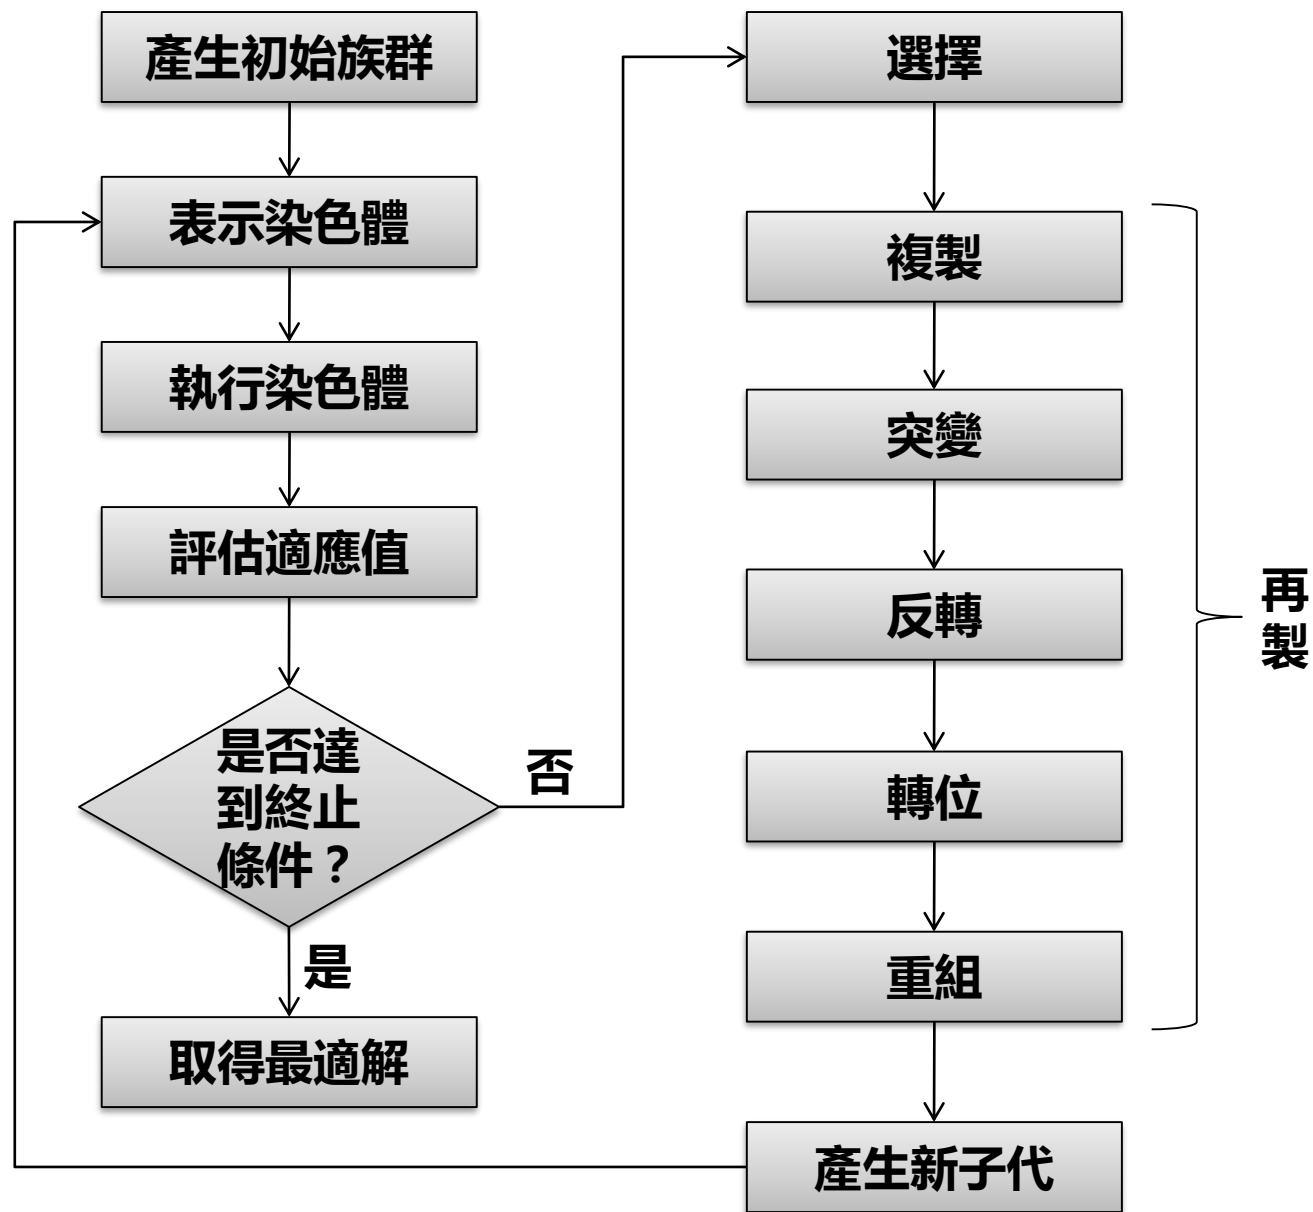 產生初始族群
表示染色體
執行染色體
評估適應值
是否達
到終止
條件？
否
是
取得最適解
選擇
複製
突變
反轉
轉位
重組
產生新子代
再
製